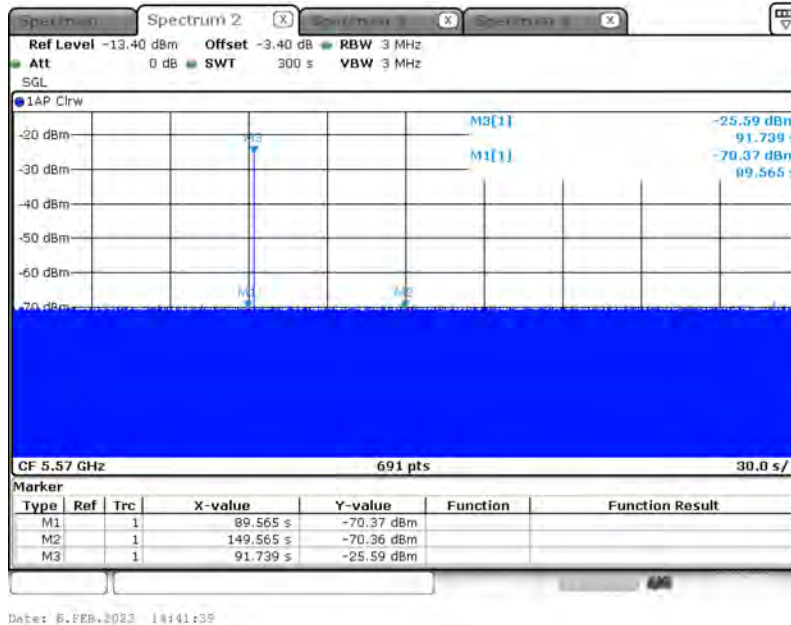 Spectrum 2 X X X
Ref Level -13.40 dBm Offset -3.40 dB RBW 3 MHz
Att 0 dB SWT 300 s VBW 3 MHz
SGL
1AP Clrw
M3[1] -25.59 dBm
91.739 s
M1[1] -70.37 dBm
89.565 s
-20 dBm
M3
-30 dBm
-40 dBm
-50 dBm
-60 dBm
M1 M2
-70 dBm
CF 5.57 GHz 691 pts 30.0 s/
Marker
Type Ref Trc X-value Y-value Function Function Result
M1 1 89.565 s -70.37 dBm
M2 1 149.565 s -70.36 dBm
M3 1 91.739 s -25.59 dBm
Date: 6.FEB.2023 14:41:39